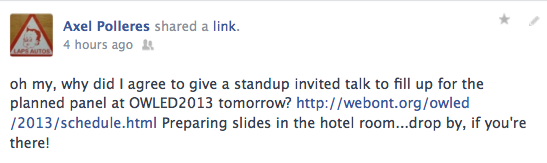 Axel Polleres shared a link.
4 hours ago
oh my, why did I agree to give a standup invited talk to fill up for the
planned panel at OWLED2013 tomorrow? http://webont.org/owled
/2013/schedule.html Preparing slides in the hotel room...drop by, if you're
there!